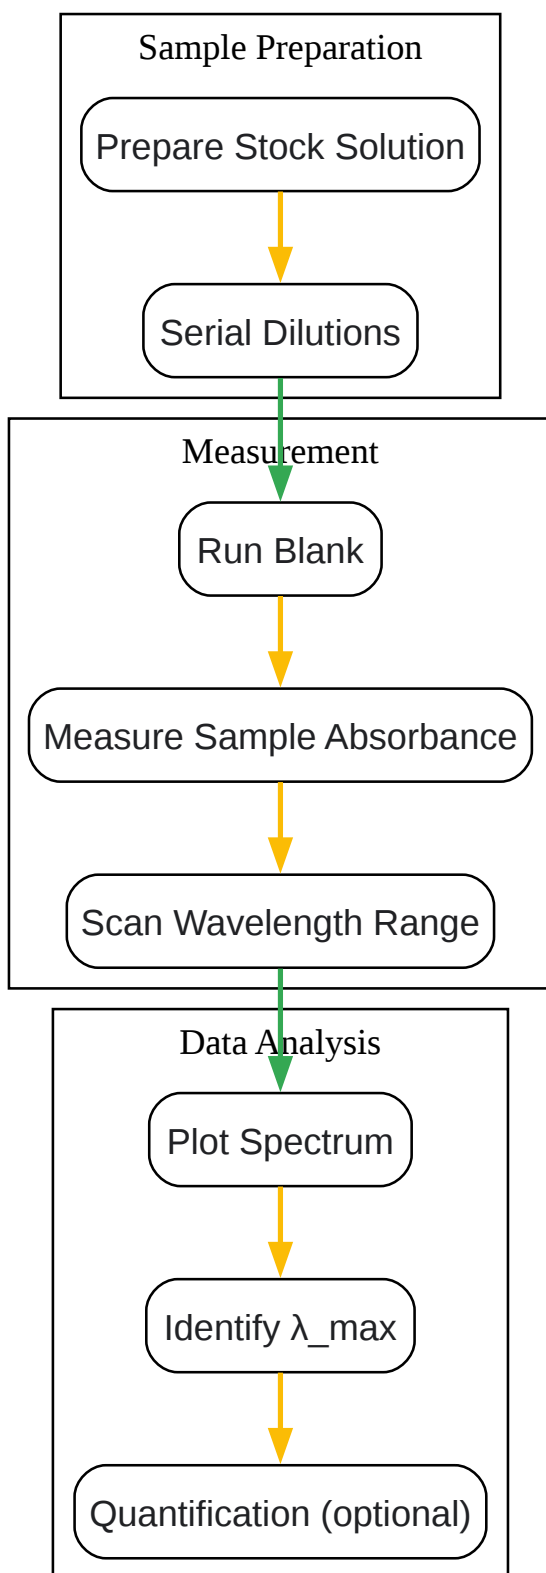 Sample Preparation
Prepare Stock Solution
Serial Dilutions
Measurement
Run Blank
Measure Sample Absorbance
Scan Wavelength Range
Data Analysis
Plot Spectrum
Identify λ_max
Quantification (optional)